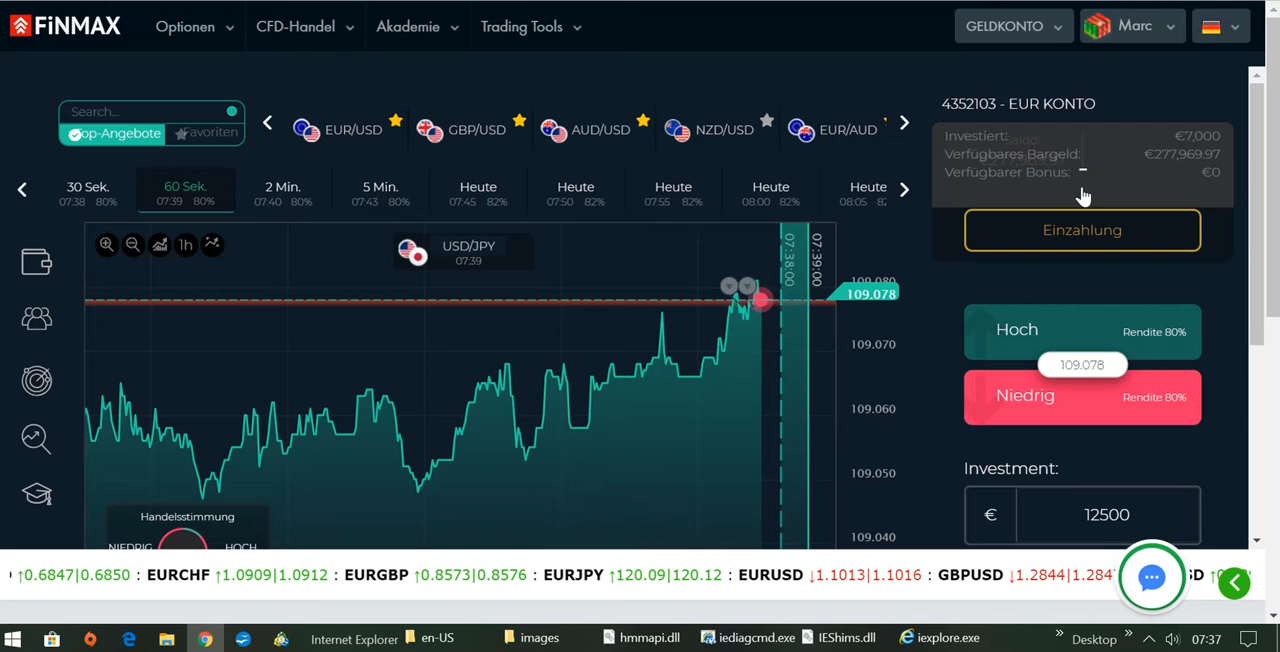 FiNMAX
Optionen CFD-Handel Akademie Trading Tools
GELDKONTO Marc
Search...
Top-Angebote Favoriten
EUR/USD GBP/USD AUD/USD NZD/USD EUR/AUD
4352103 - EUR KONTO
Investiert: €7,000
Saldo:
Verfügbares Bargeld: €277,969.97
Verfügbarer Bonus: €0
30 Sek. 60 Sek. 2 Min. 5 Min. Heute Heute Heute Heute Heute
07:38 80% 07:39 80% 07:40 80% 07:43 80% 07:45 82% 07:50 82% 07:55 82% 08:00 82% 08:05 82
Einzahlung
1h
USD/JPY
07:39
07:38:00
07:39:00
109.080
109.078
109.070
109.060
109.050
109.040
Hoch Rendite 80%
109.078
Niedrig Rendite 80%
Investment:
€ 12500
Handelsstimmung
NIEDRIG HOCH
↑0.6847|0.6850 : EURCHF ↑1.0909|1.0912 : EURGBP ↑0.8573|0.8576 : EURJPY ↑120.09|120.12 : EURUSD ↓1.1013|1.1016 : GBPUSD ↓1.2844|1.284
Internet Explorer en-US images hmmapi.dll iediagcmd.exe IEShims.dll iexplore.exe » Desktop » 07:37